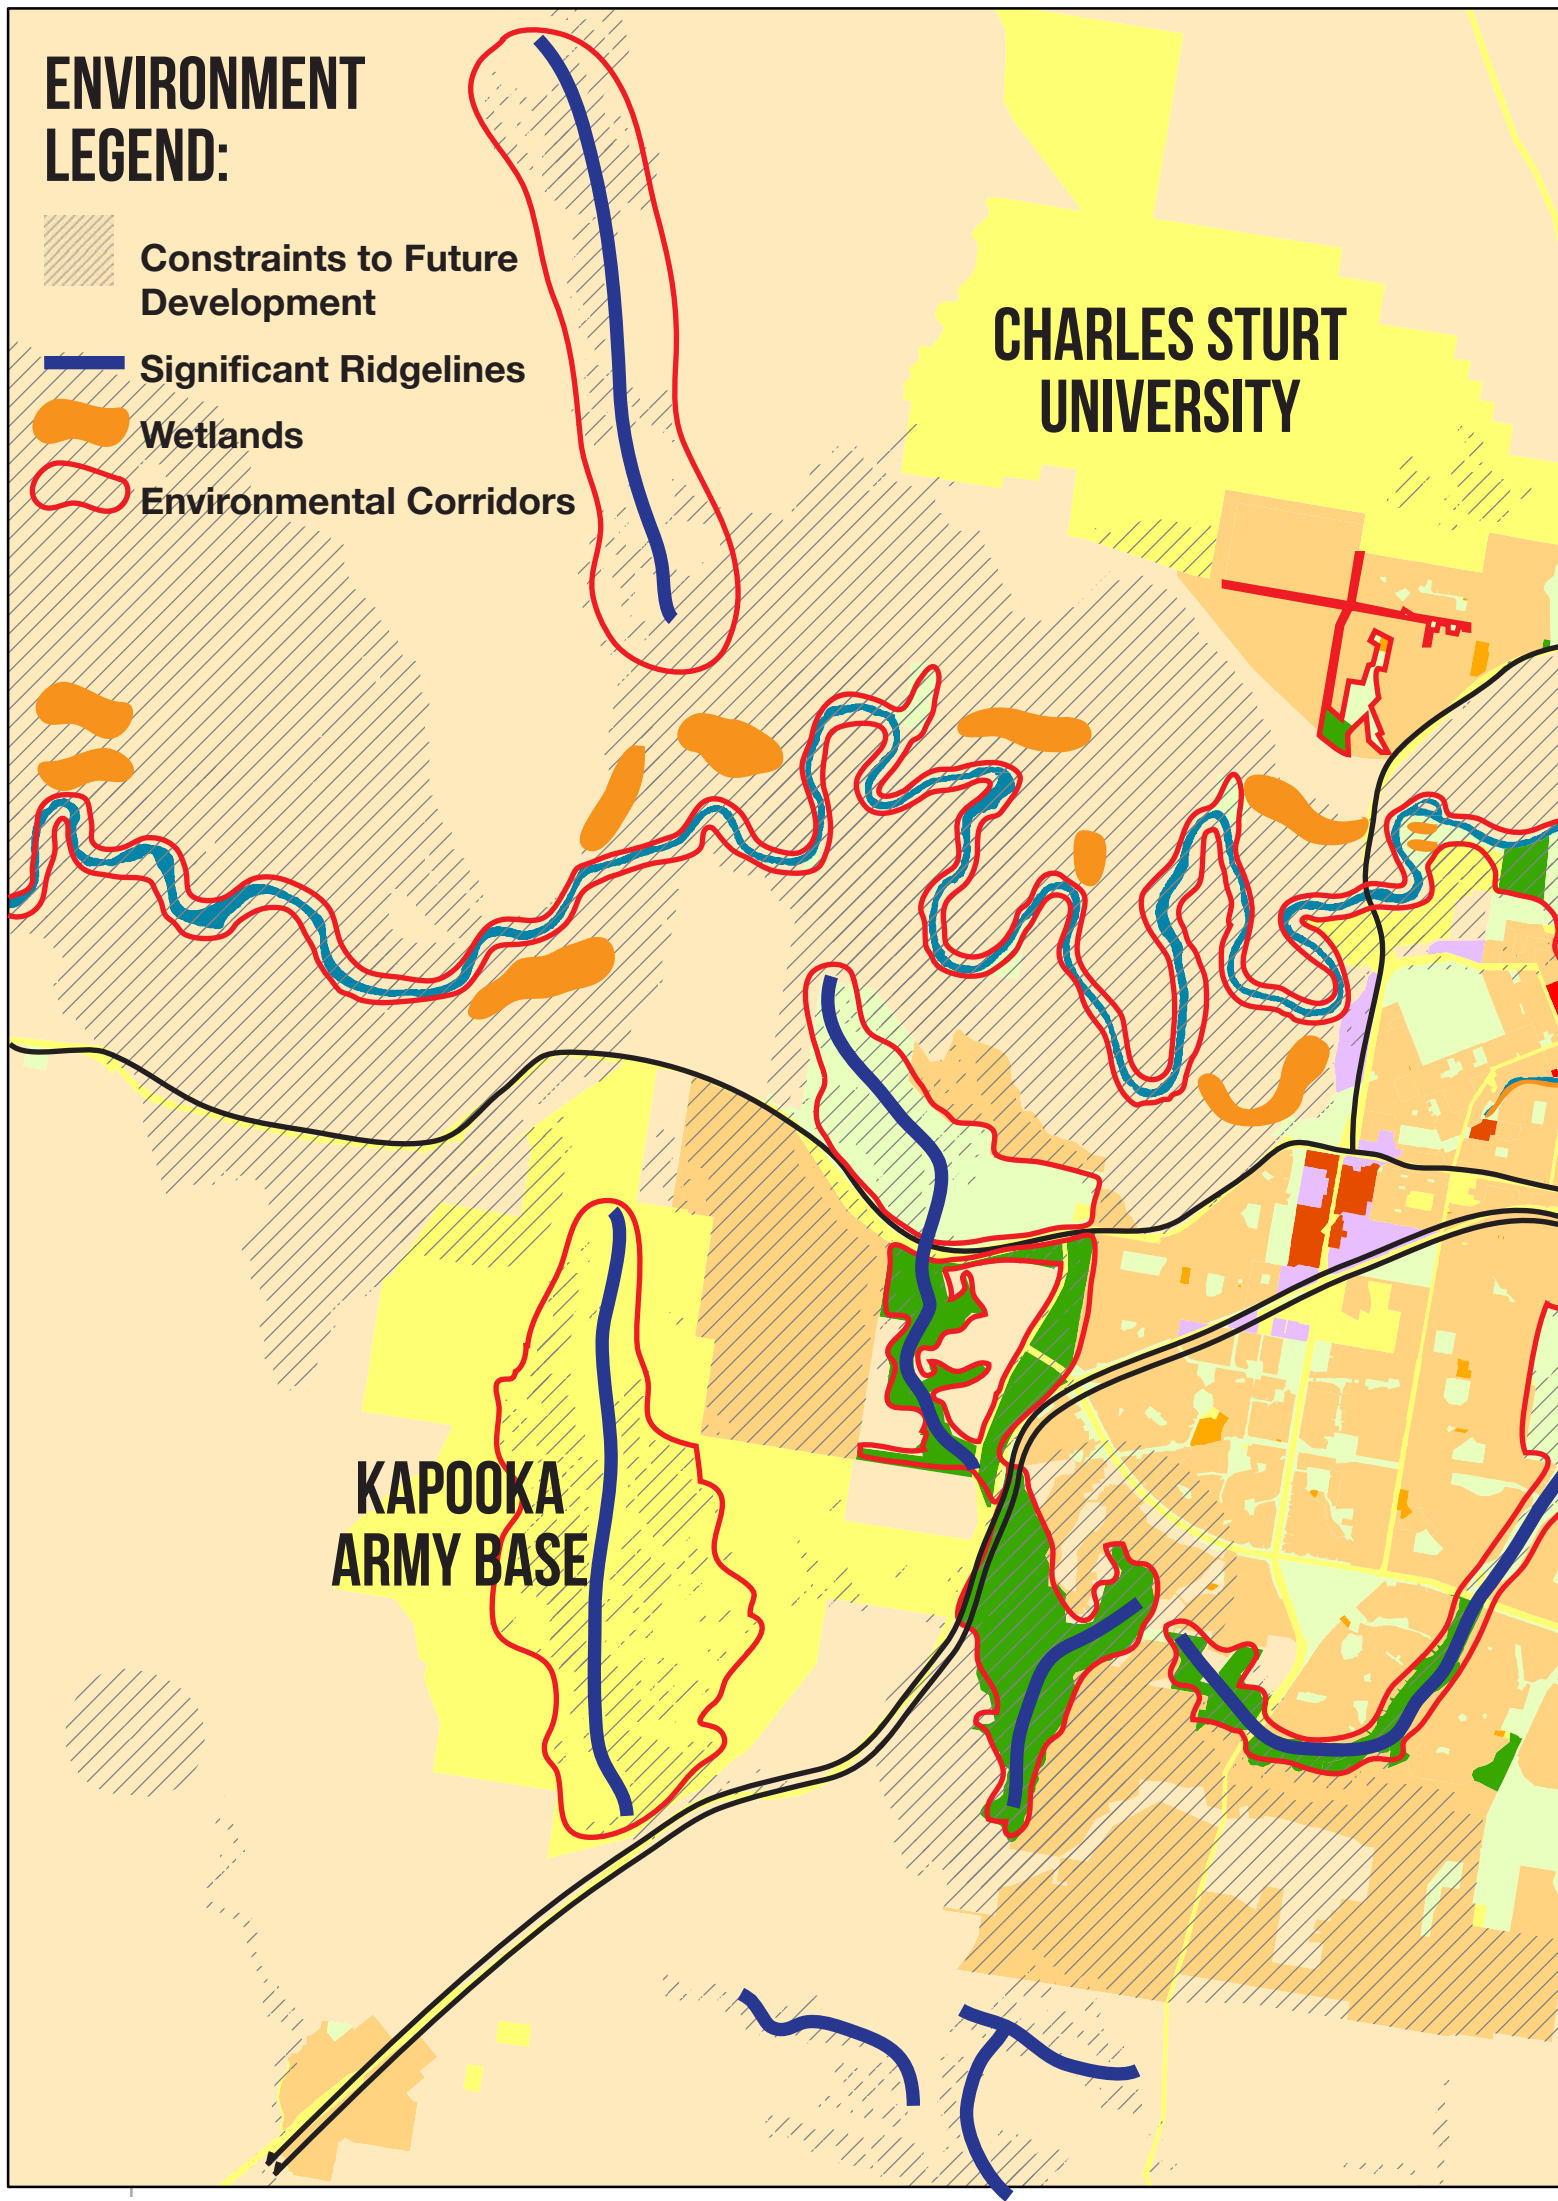 ENVIRONMENT
LEGEND:
Constraints to Future
Development
Significant Ridgelines
Wetlands
Environmental Corridors
CHARLES STURT
UNIVERSITY
KAPOOKA
ARMY BASE